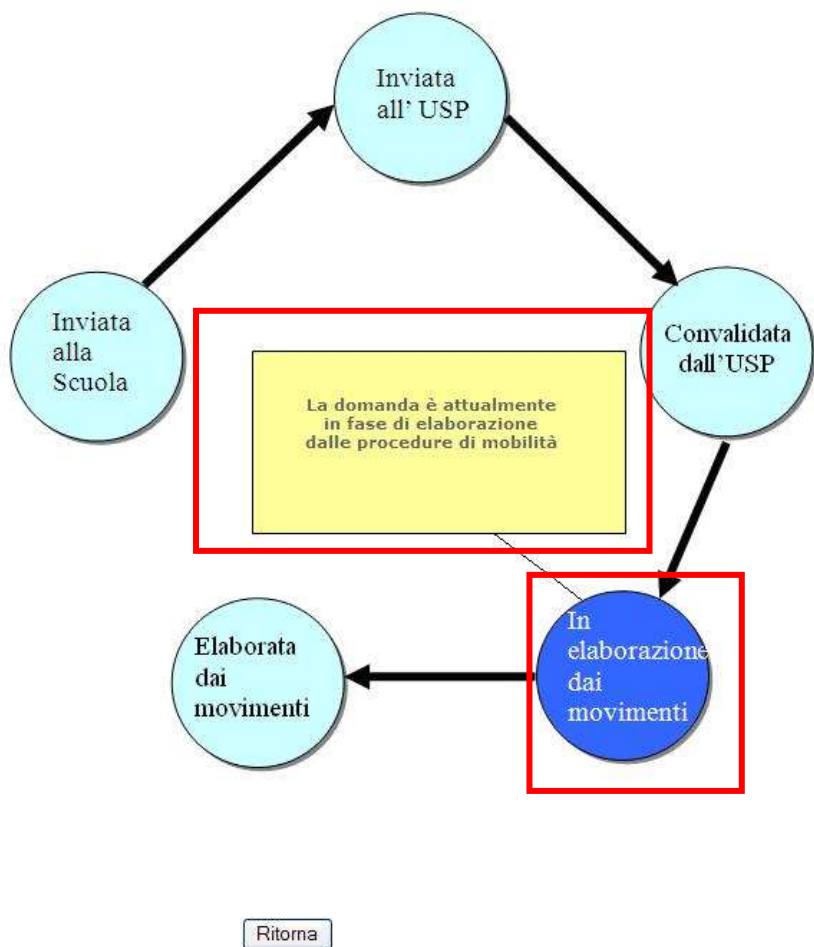 Inviata
all' USP
Inviata
alla
Scuola
Convalidata
dall'USP
La domanda è attualmente
in fase di elaborazione
dalle procedure di mobilità
In
elaborazione
dai
movimenti
Elaborata
dai
movimenti
Ritorna